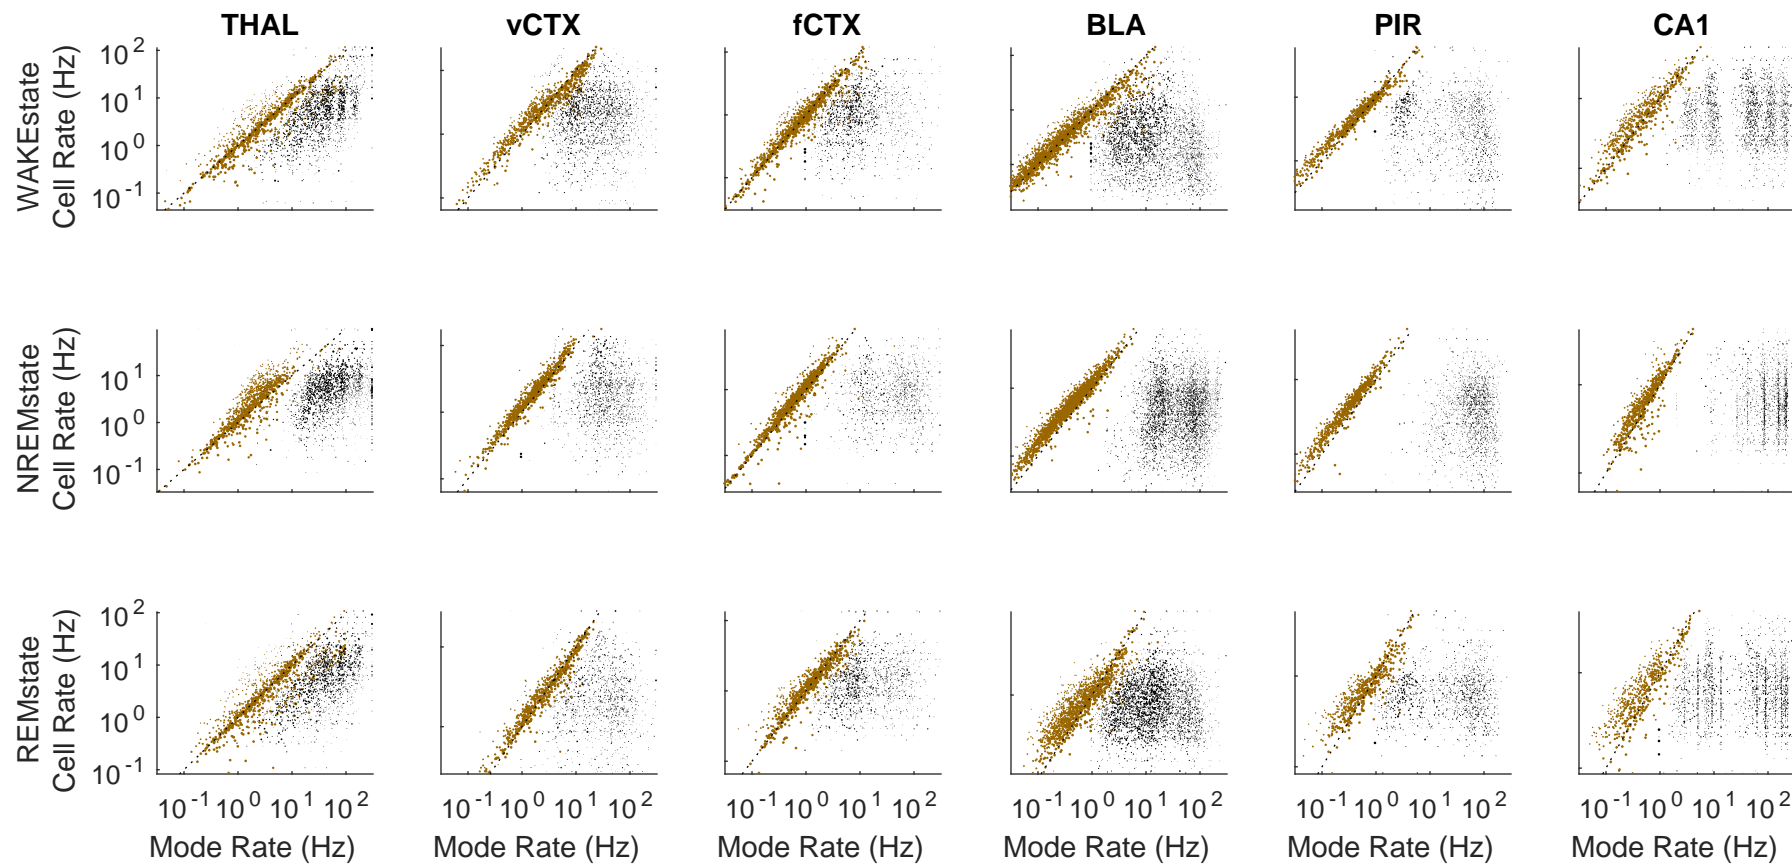 THAL vCTX fCTX BLA PIR CA1
WAKEstate
Cell Rate (Hz)
10^2
10^1
10^0
10^-1
NREMstate
Cell Rate (Hz)
10^1
10^0
10^-1
REMstate
Cell Rate (Hz)
10^2
10^1
10^0
10^-1
10^-1 10^0 10^1 10^2 10^-1 10^0 10^1 10^2 10^-1 10^0 10^1 10^2 10^-1 10^0 10^1 10^2 10^-1 10^0 10^1 10^2 10^-1 10^0 10^1 10^2
Mode Rate (Hz) Mode Rate (Hz) Mode Rate (Hz) Mode Rate (Hz) Mode Rate (Hz) Mode Rate (Hz)